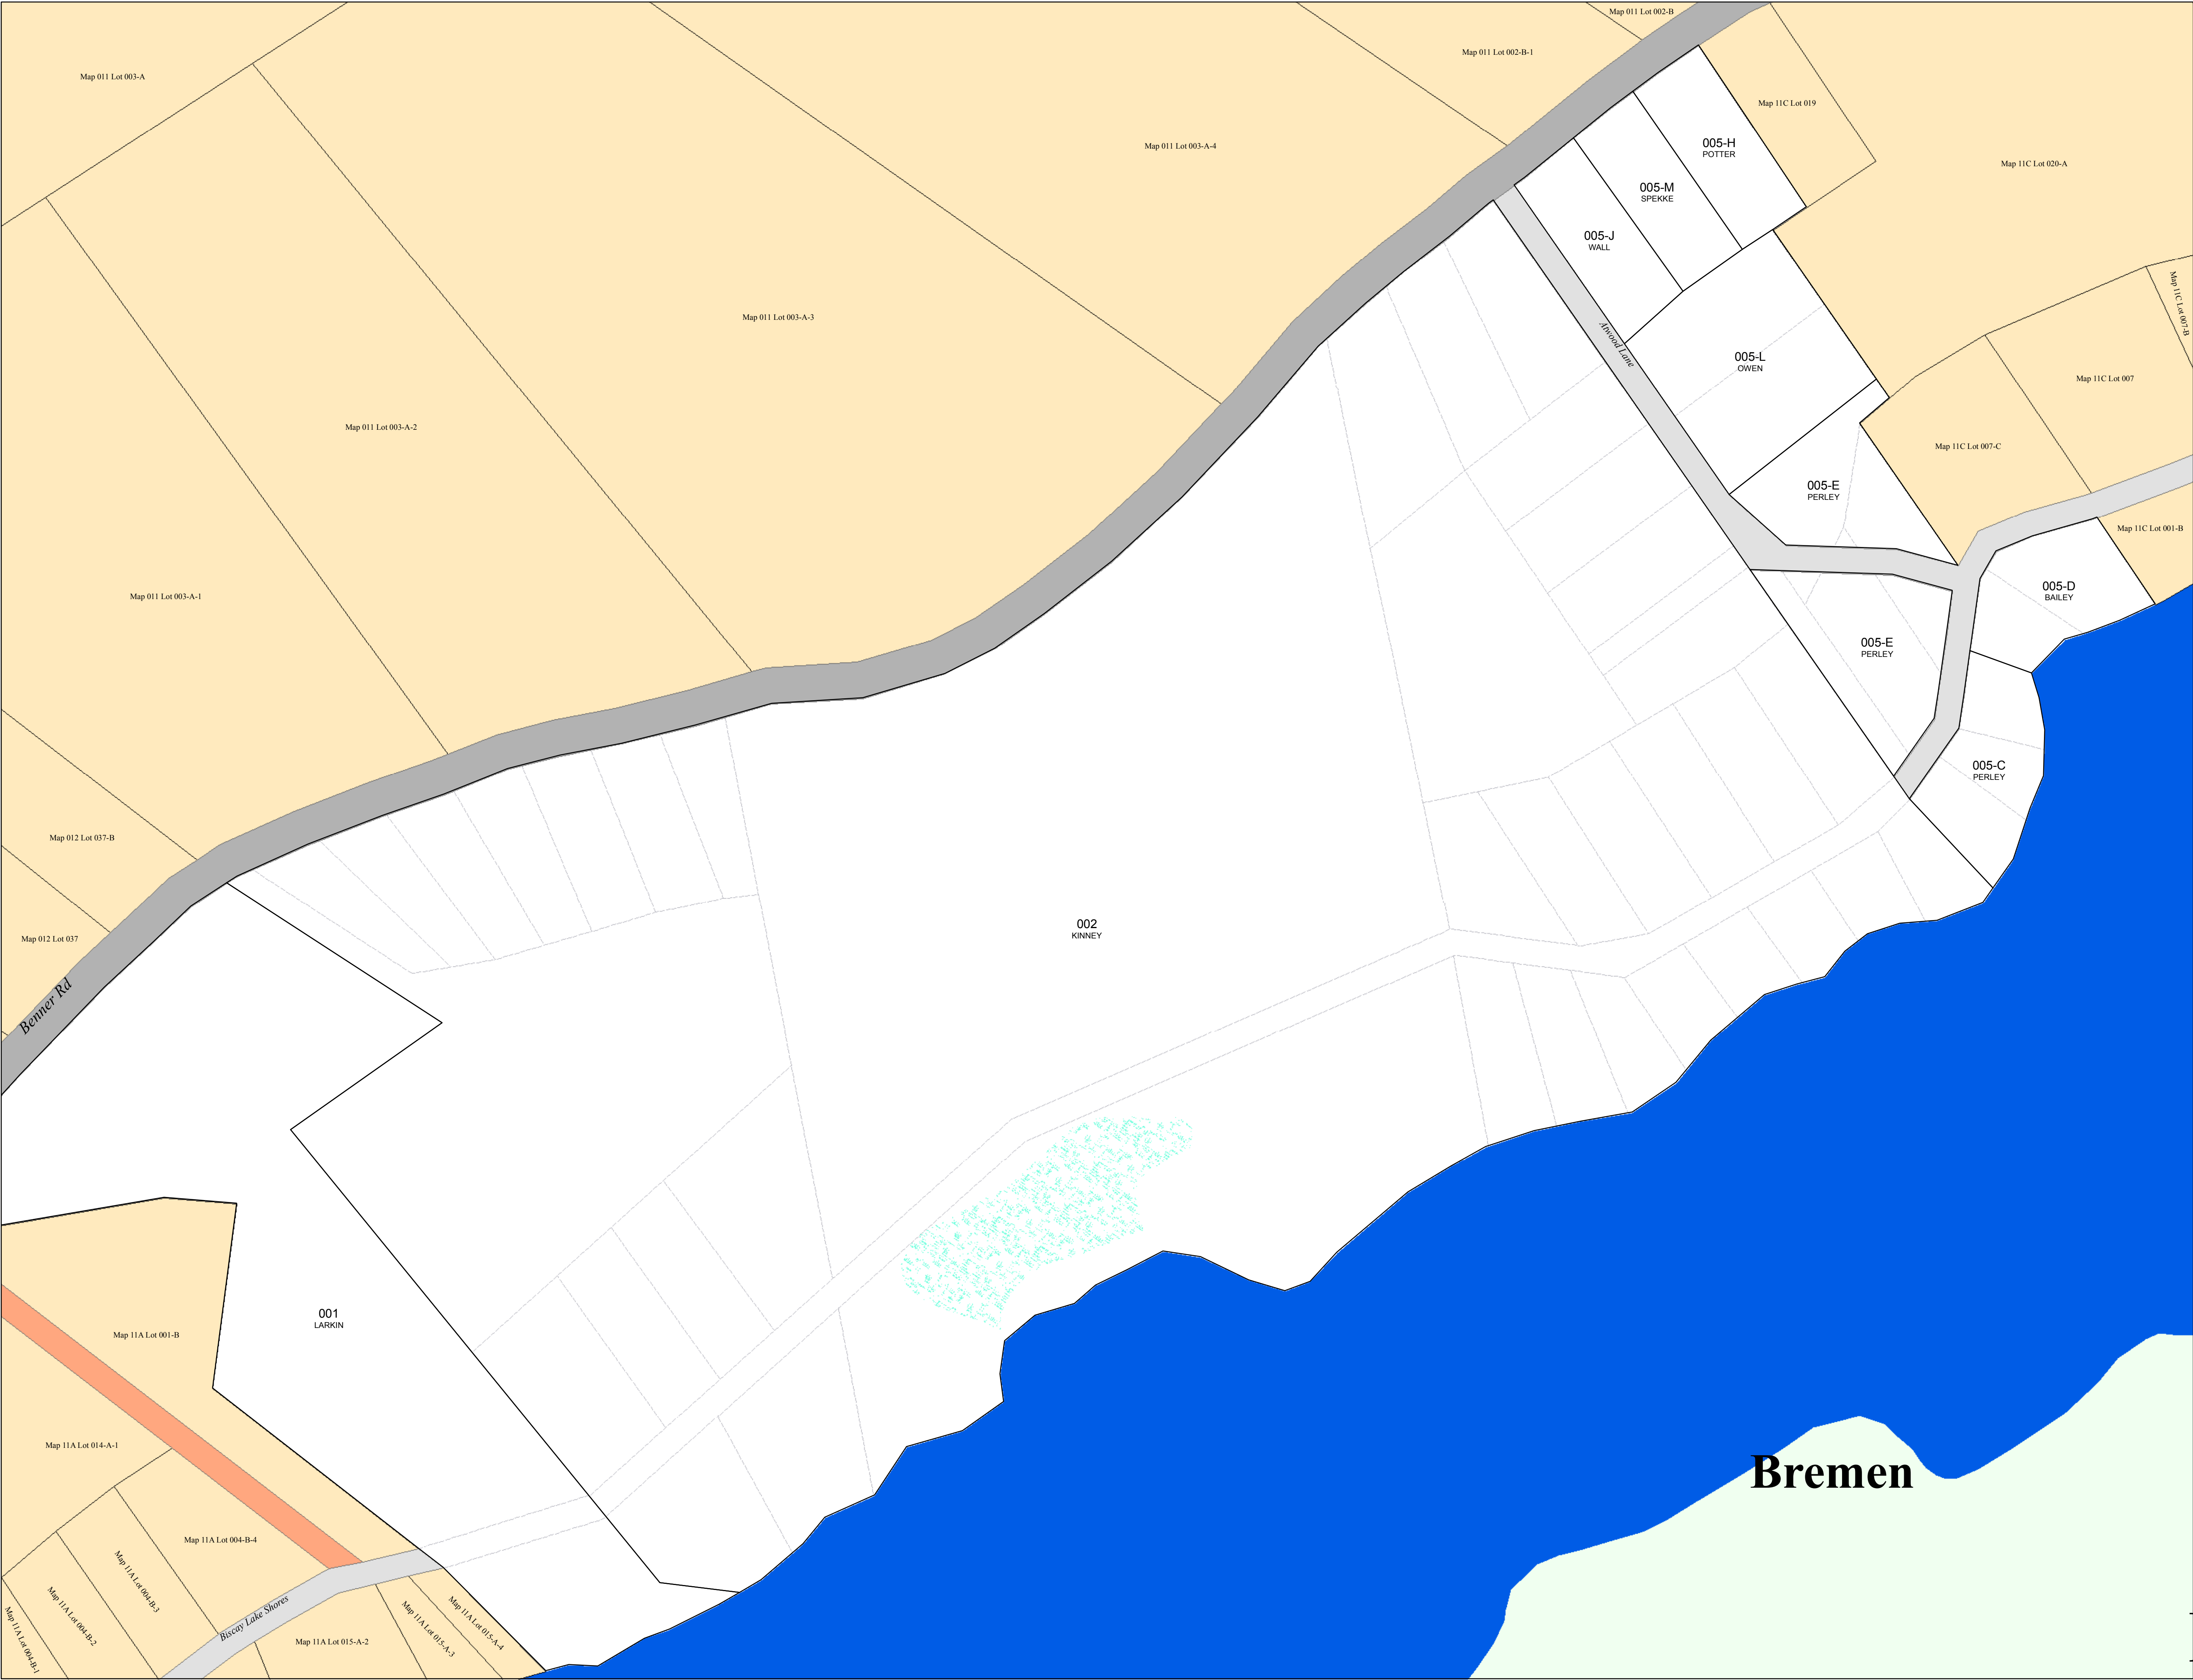 Map 011 Lot 002-B
Map 011 Lot 002-B-1
Map 011 Lot 003-A
Map 11C Lot 019
Map 011 Lot 003-A-4
005-H
POTTER
Map 11C Lot 020-A
005-M
SPEKKE
005-J
WALL
Map 11C Lot 007-B
Map 011 Lot 003-A-3
Atwood Lane
005-L
OWEN
Map 11C Lot 007
Map 011 Lot 003-A-2
Map 11C Lot 007-C
005-E
PERLEY
Map 11C Lot 001-B
005-D
BAILEY
Map 011 Lot 003-A-1
005-E
PERLEY
005-C
PERLEY
Map 012 Lot 037-B
002
KINNEY
Map 012 Lot 037
Benner Rd
001
LARKIN
Map 11A Lot 001-B
Map 11A Lot 014-A-1
Bremen
Map 11A Lot 004-B-4
Map 11A Lot 004-B-3
Map 11A Lot 004-B-2
Map 11A Lot 004-B-1
Biscay Lake Shores
Map 11A Lot 015-A-2
Map 11A Lot 015-A-3
Map 11A Lot 015-A-4